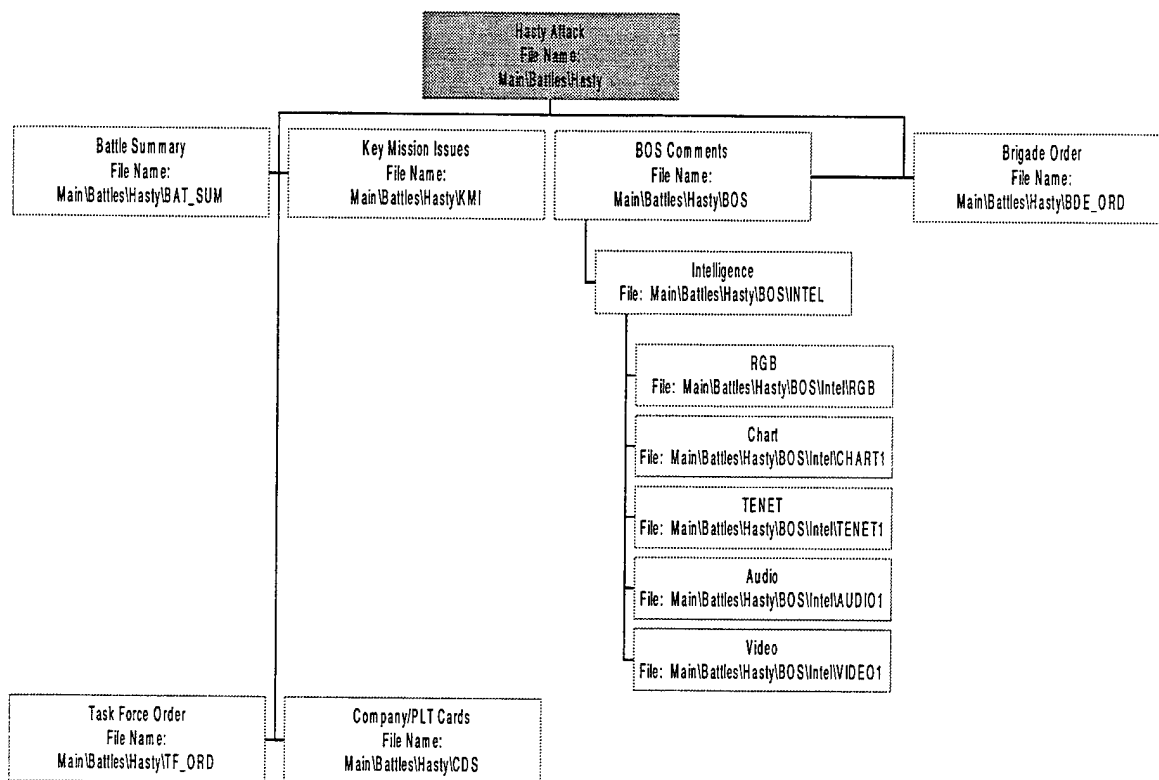 Hasty Attack
File Name:
Main\Battles\Hasty
Battle Summary
File Name:
Main\Battles\Hasty\BAT_SUM
Key Mission Issues
File Name:
Main\Battles\Hasty\KMI
BOS Comments
File Name:
Main\Battles\Hasty\BOS
Brigade Order
File Name:
Main\Battles\Hasty\BDE_ORD
Intelligence
File: Main\Battles\Hasty\BOS\INTEL
RGB
File: Main\Battles\Hasty\BOS\Intel\RGB
Chart
File: Main\Battles\Hasty\BOS\Intel\CHART1
TENET
File: Main\Battles\Hasty\BOS\Intel\TENET1
Audio
File: Main\Battles\Hasty\BOS\Intel\AUDIO1
Video
File: Main\Battles\Hasty\BOS\Intel\VIDEO1
Task Force Order
File Name:
Main\Battles\Hasty\TF_ORD
Company/PLT Cards
File Name:
Main\Battles\Hasty\CDS